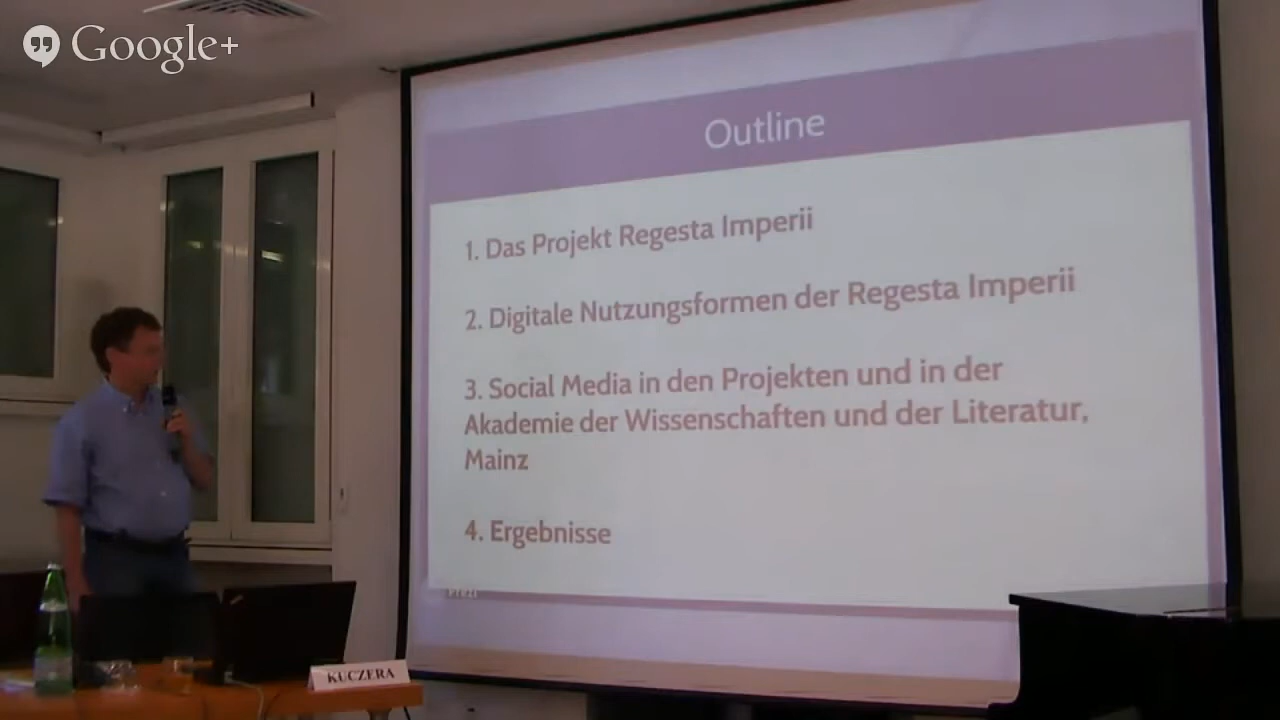 Google+
Outline
1. Das Projekt Regesta Imperii
2. Digitale Nutzungsformen der Regesta Imperii
3. Social Media in den Projekten und in der
Akademie der Wissenschaften und der Literatur,
Mainz
4. Ergebnisse
KUCZERA